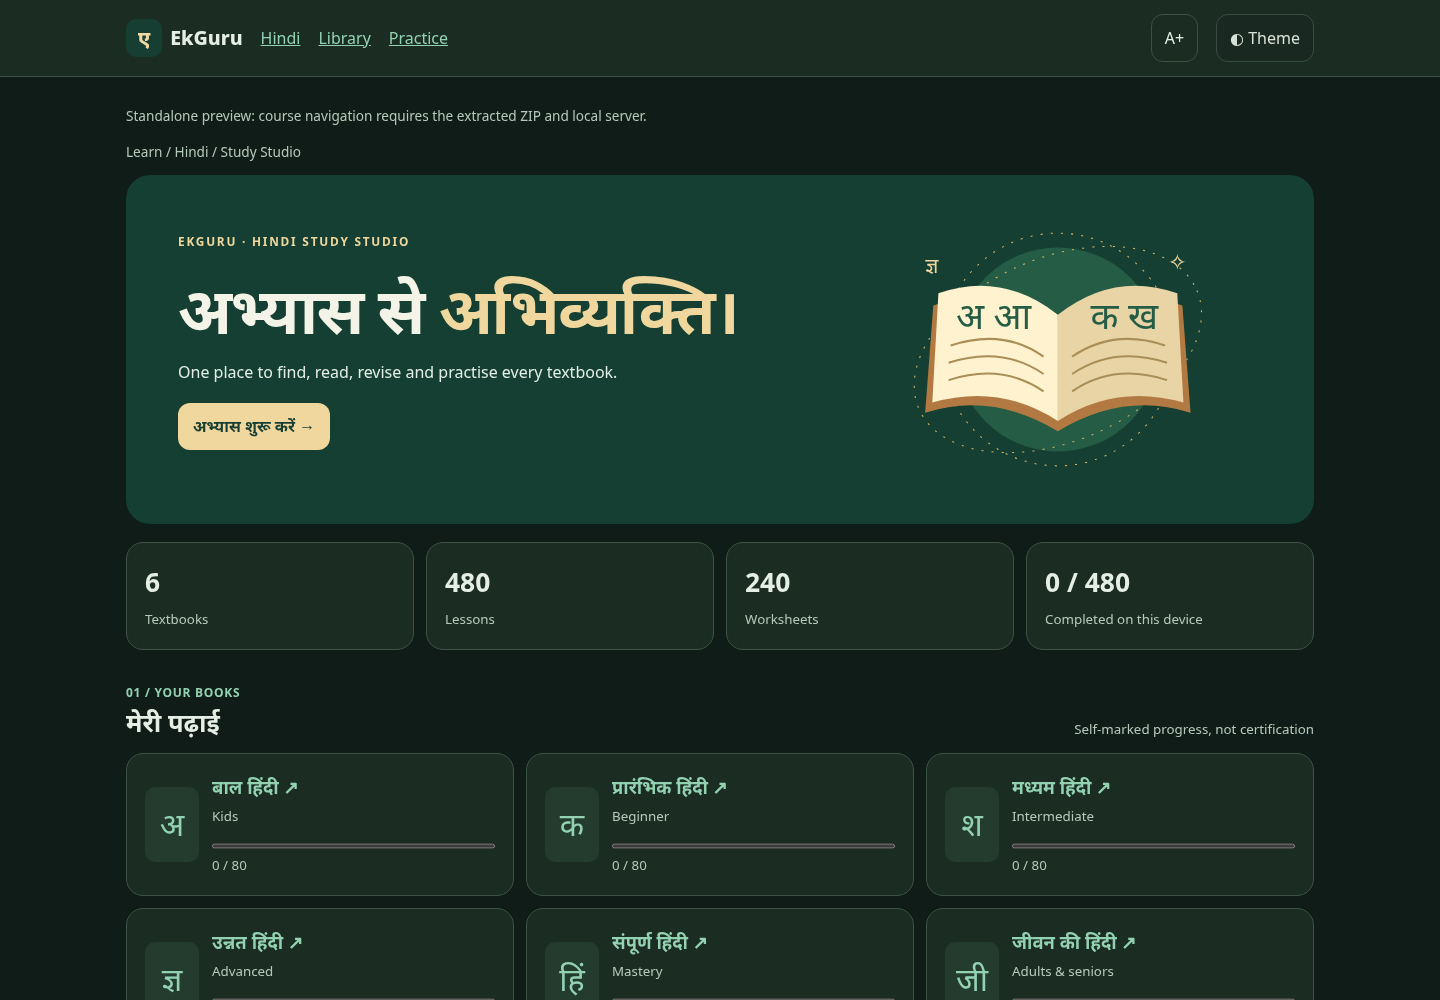 ए EkGuru Hindi Library Practice A+ ◐ Theme
Standalone preview: course navigation requires the extracted ZIP and local server.
Learn / Hindi / Study Studio
EKGURU · HINDI STUDY STUDIO
अभ्यास से अभिव्यक्ति।
One place to find, read, revise and practise every textbook.
अभ्यास शुरू करें →
ज्ञ ✧
अ आ क ख
6
Textbooks
480
Lessons
240
Worksheets
0 / 480
Completed on this device
01 / YOUR BOOKS
मेरी पढ़ाई
Self-marked progress, not certification
अ
बाल हिंदी ↗
Kids
0 / 80
क
प्रारंभिक हिंदी ↗
Beginner
0 / 80
श
मध्यम हिंदी ↗
Intermediate
0 / 80
ज्ञ
उन्नत हिंदी ↗
Advanced
हिं
संपूर्ण हिंदी ↗
Mastery
जी
जीवन की हिंदी ↗
Adults & seniors